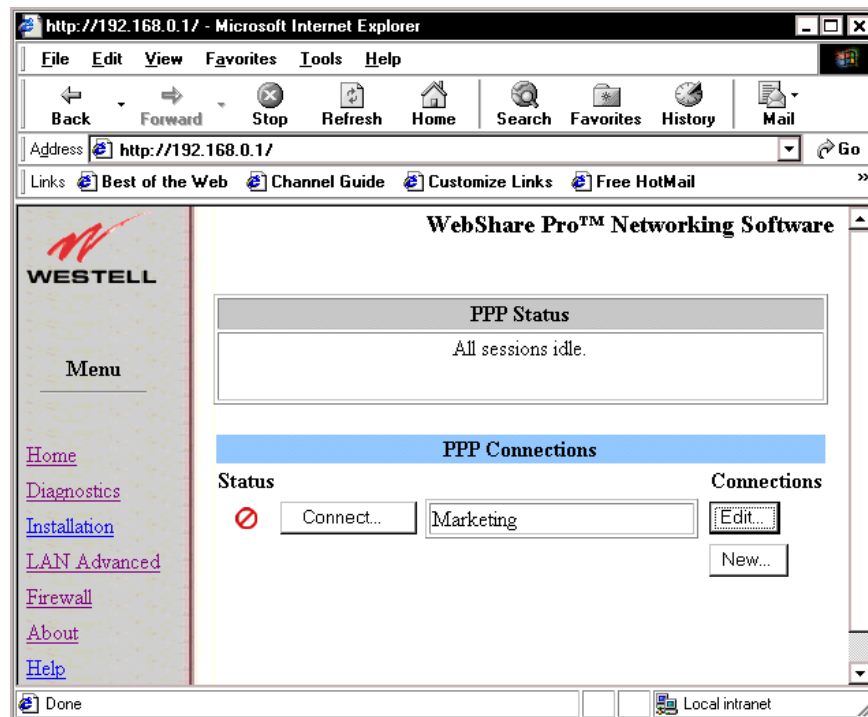 http://192.168.0.1/ - Microsoft Internet Explorer
File Edit View Favorites Tools Help
Back Forward Stop Refresh Home Search Favorites History Mail
Address http://192.168.0.1/ Go
Links Best of the Web Channel Guide Customize Links Free HotMail »
WESTELL
WebShare Pro™ Networking Software
PPP Status
All sessions idle.
Menu
PPP Connections
Status Connections
Connect... Marketing Edit...
New...
Home
Diagnostics
Installation
LAN Advanced
Firewall
About
Help
Done Local intranet